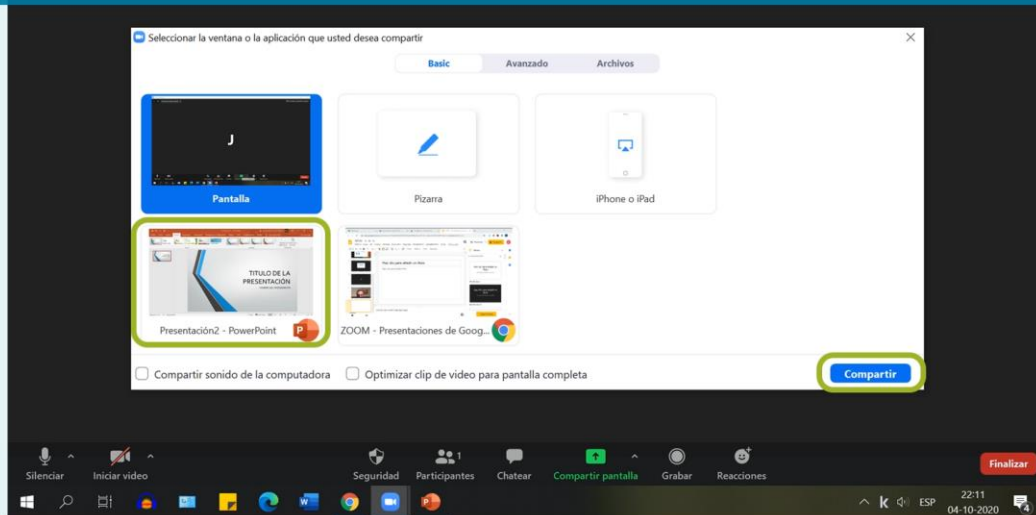 Seleccionar la ventana o la aplicación que usted desea compartir
Basic
Avanzado
Archivos
J
Pantalla
Pizarra
iPhone o iPad
TITULO DE LA
PRESENTACIÓN
Presentación2 - PowerPoint
ZOOM - Presentaciones de Goog...
Compartir sonido de la computadora
Optimizar clip de video para pantalla completa
Compartir
Silenciar
Iniciar video
Seguridad
1
Participantes
Chatear
Compartir pantalla
Grabar
Reacciones
Finalizar
ESP
22:11
04-10-2020